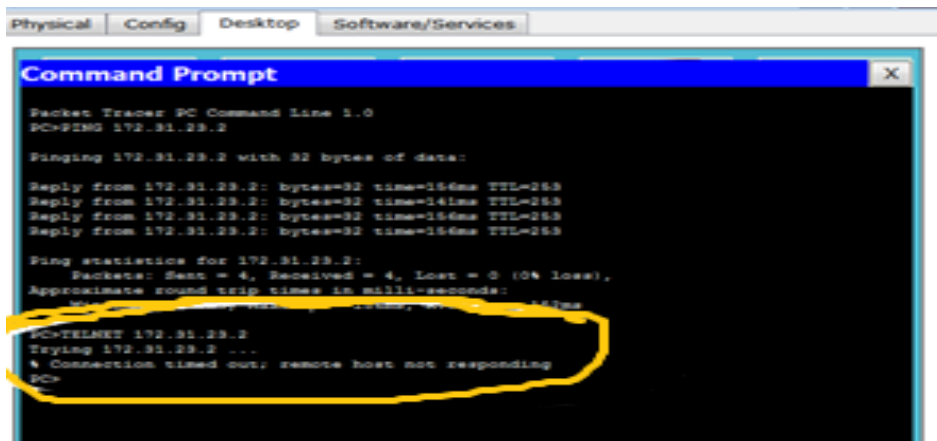 Physical Config Desktop Software/Services
Command Prompt X
Packet Tracer PC Command Line 1.0
PC>PING 172.31.23.2
Pinging 172.31.23.2 with 32 bytes of data:
Reply from 172.31.23.2: bytes=32 time=156ms TTL=253
Reply from 172.31.23.2: bytes=32 time=141ms TTL=253
Reply from 172.31.23.2: bytes=32 time=156ms TTL=253
Reply from 172.31.23.2: bytes=32 time=156ms TTL=253
Ping statistics for 172.31.23.2:
Packets: Sent = 4, Received = 4, Lost = 0 (0% loss),
Approximate round trip times in milli-seconds:
PC>TELNET 172.31.23.2
Trying 172.31.23.2 ...
% Connection timed out; remote host not responding
PC>